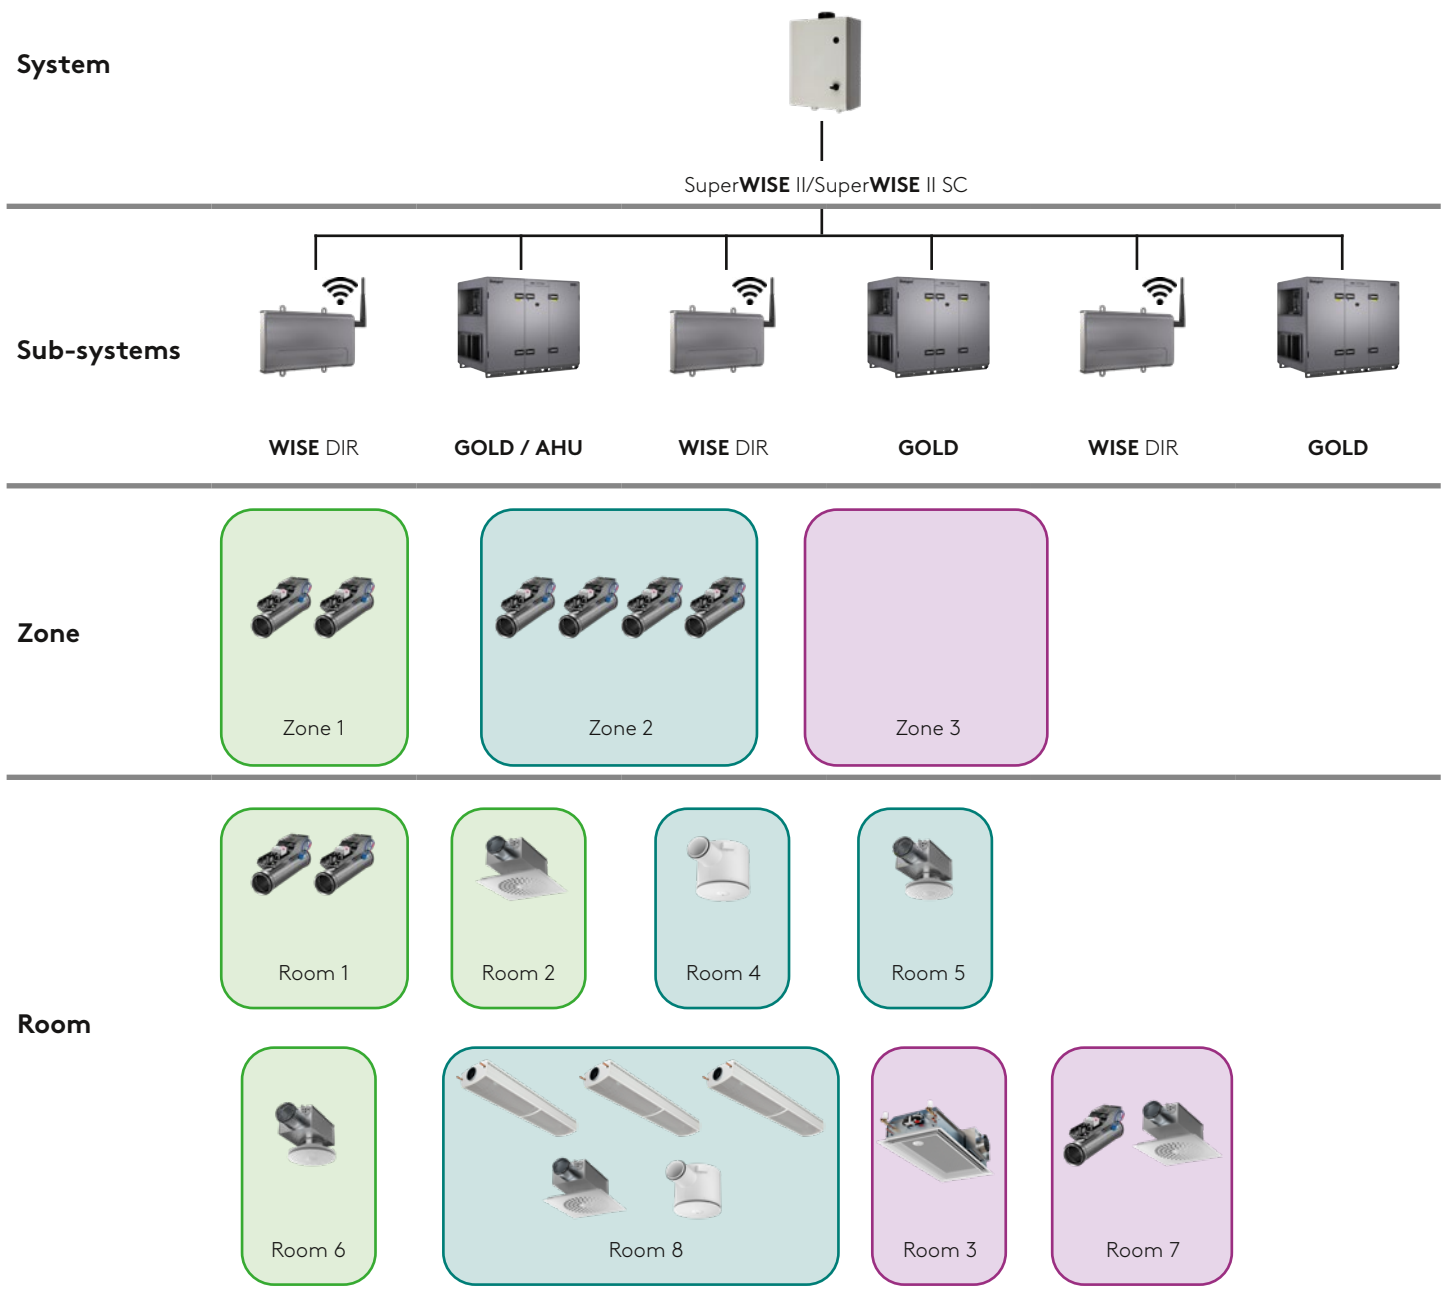 System
SuperWISE II/SuperWISE II SC
Sub-systems
WISE DIR
GOLD / AHU
WISE DIR
GOLD
WISE DIR
GOLD
Zone
Zone 1
Zone 2
Zone 3
Room
Room 1
Room 2
Room 4
Room 5
Room 6
Room 8
Room 3
Room 7